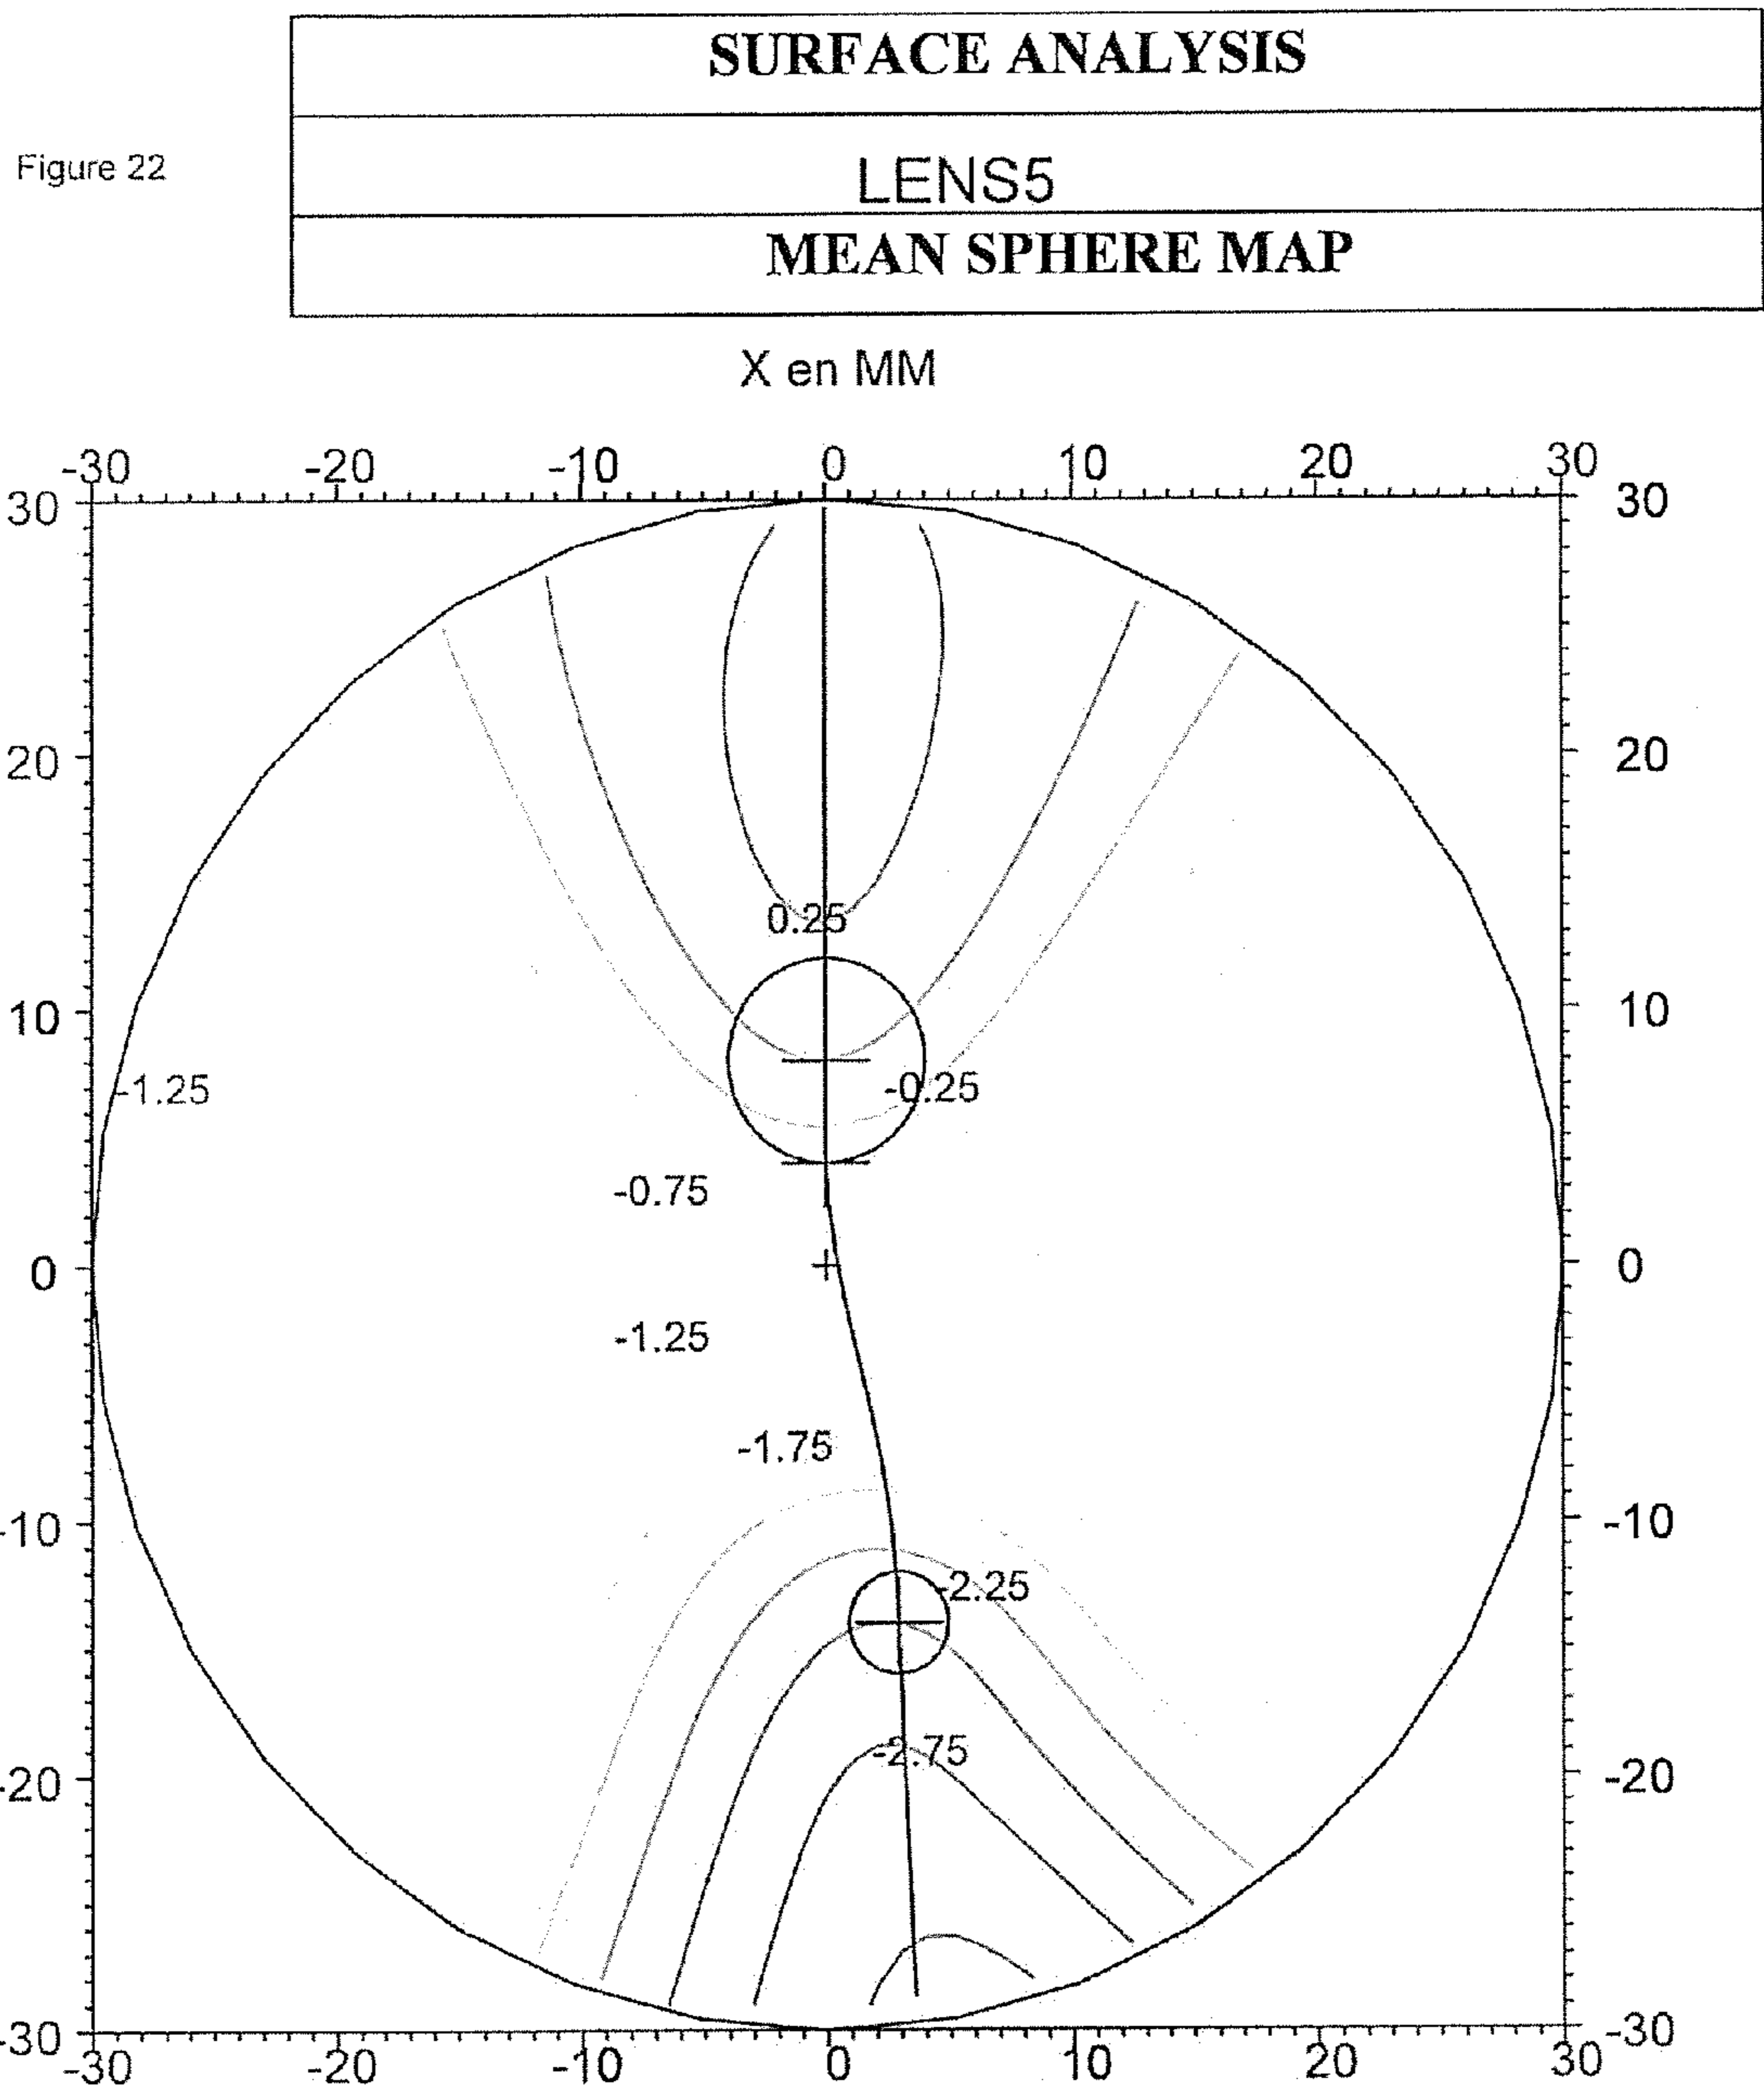 SURFACE ANALYSIS
Figure 22
LENS5
MEAN SPHERE MAP
X en MM
-30 -20 -10 0 10 20 30
30 30
20 20
0.25
10 10
-1.25 -0.25
-0.75
0 0
-1.25
-1.75
-10 -10
-2.25
-2.75
-20 -20
-30 -30
-30 -20 -10 0 10 20 30